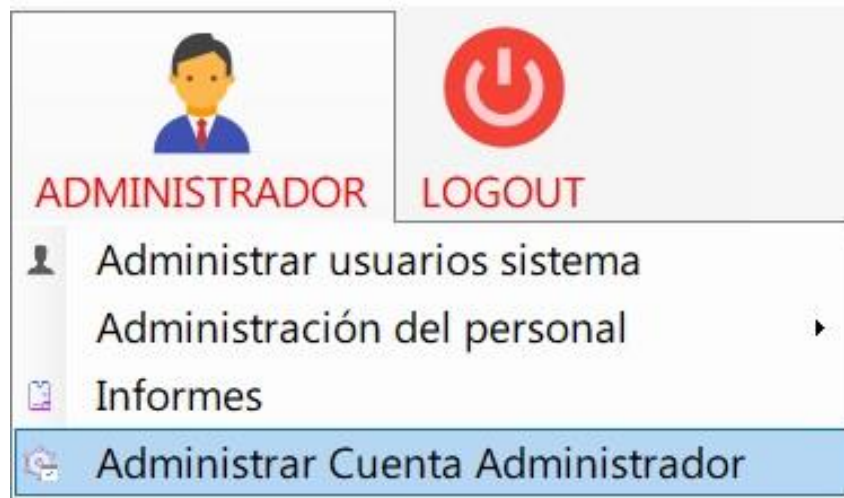 ADMINISTRADOR LOGOUT
Administrar usuarios sistema
Administración del personal
Informes
Administrar Cuenta Administrador